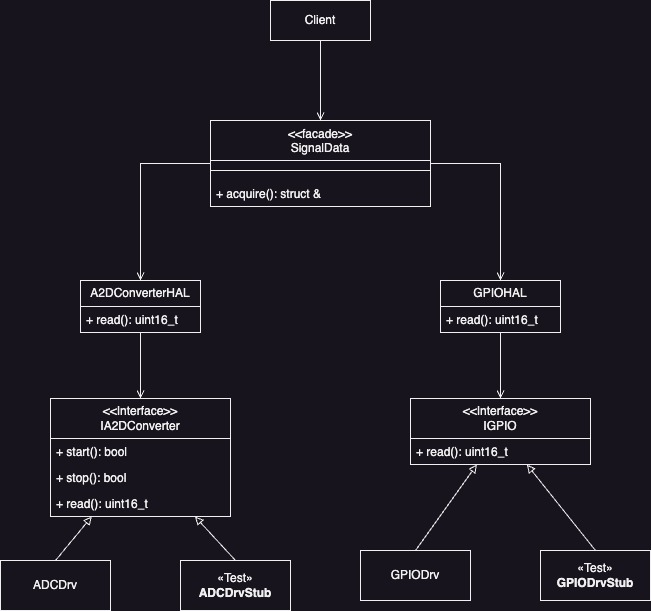 Client
<<facade>>
SignalData
+ acquire(): struct &
A2DConverterHAL
+ read(): uint16_t
GPIOHAL
+ read(): uint16_t
<<Interface>>
IA2DConverter
+ start(): bool
+ stop(): bool
+ read(): uint16_t
<<Interface>>
IGPIO
+ read(): uint16_t
ADCDrv
«Test»
ADCDrvStub
GPIODrv
«Test»
GPIODrvStub